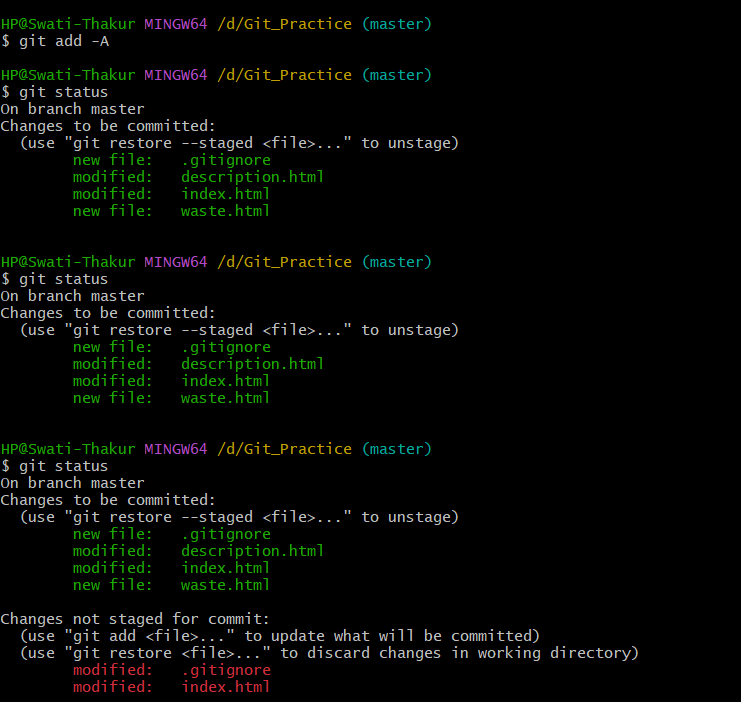 HP@Swati-Thakur MINGW64 /d/Git_Practice (master)
$ git add -A
HP@Swati-Thakur MINGW64 /d/Git_Practice (master)
$ git status
On branch master
Changes to be committed:
  (use "git restore --staged <file>..." to unstage)
        new file:   .gitignore
        modified:   description.html
        modified:   index.html
        new file:   waste.html
HP@Swati-Thakur MINGW64 /d/Git_Practice (master)
$ git status
On branch master
Changes to be committed:
  (use "git restore --staged <file>..." to unstage)
        new file:   .gitignore
        modified:   description.html
        modified:   index.html
        new file:   waste.html
HP@Swati-Thakur MINGW64 /d/Git_Practice (master)
$ git status
On branch master
Changes to be committed:
  (use "git restore --staged <file>..." to unstage)
        new file:   .gitignore
        modified:   description.html
        modified:   index.html
        new file:   waste.html
Changes not staged for commit:
  (use "git add <file>..." to update what will be committed)
  (use "git restore <file>..." to discard changes in working directory)
        modified:   .gitignore
        modified:   index.html